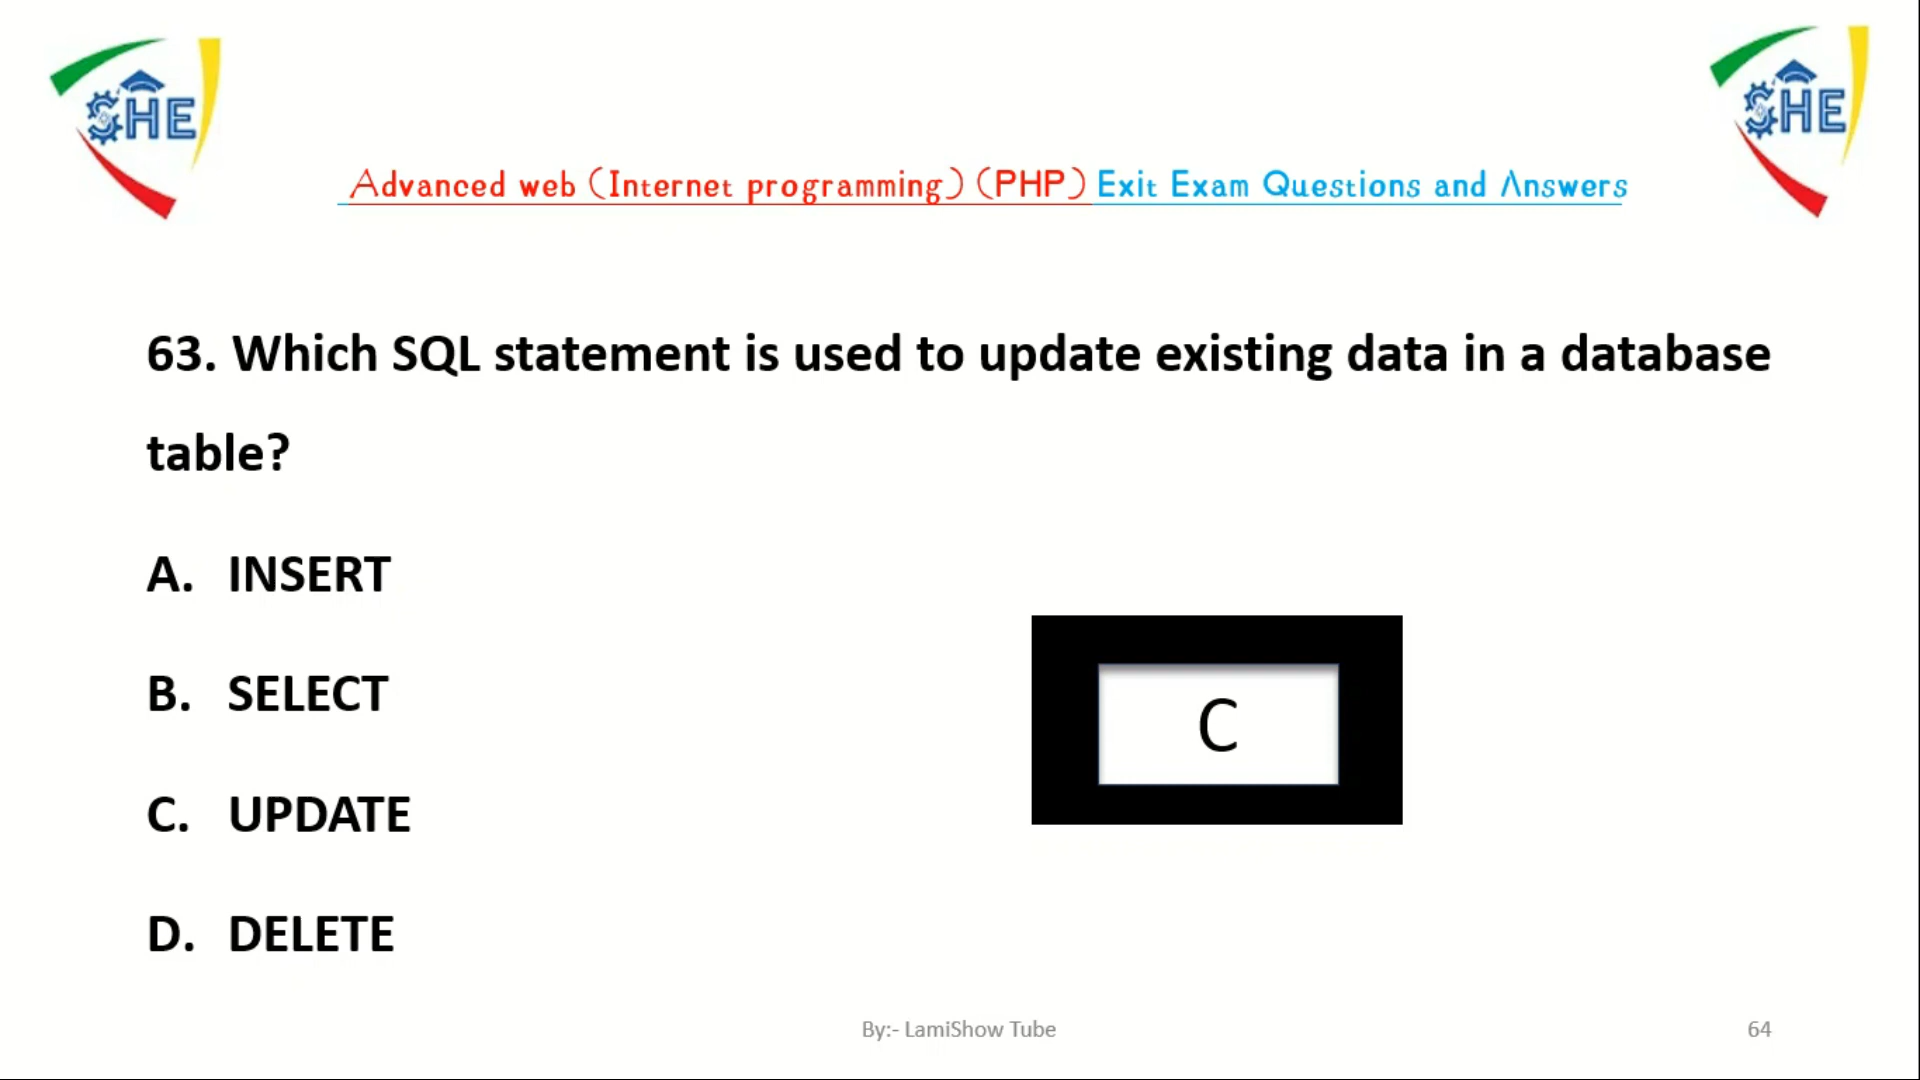 SHE
SHE
Advanced web (Internet programming) (PHP) Exit Exam Questions and Answers
63. Which SQL statement is used to update existing data in a database
table?
A. INSERT
B. SELECT
C
C. UPDATE
D. DELETE
By:- LamiShow Tube
64